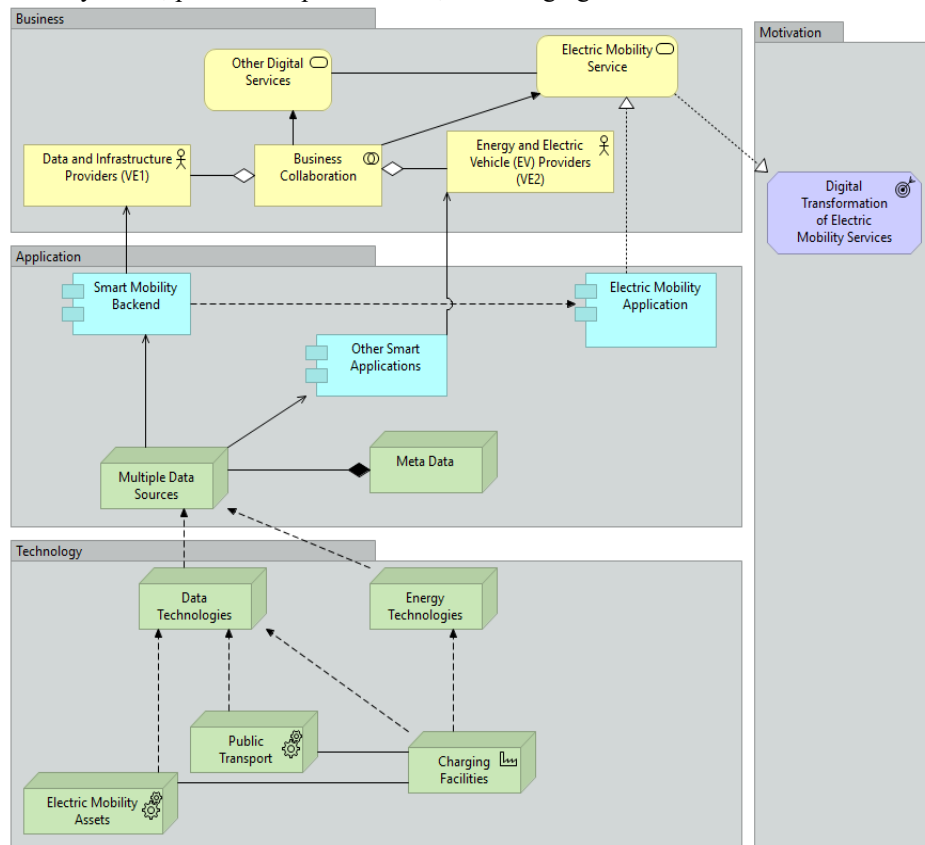 Business
Motivation
Other Digital
Services
Electric Mobility
Service
Data and Infrastructure
Providers (VE1)
Business
Collaboration
Energy and Electric
Vehicle (EV) Providers
(VE2)
Digital
Transformation
of Electric
Mobility Services
Application
Smart Mobility
Backend
Electric Mobility
Application
Other Smart
Applications
Multiple Data
Sources
Meta Data
Technology
Data
Technologies
Energy
Technologies
Public
Transport
Charging
Facilities
Electric Mobility
Assets